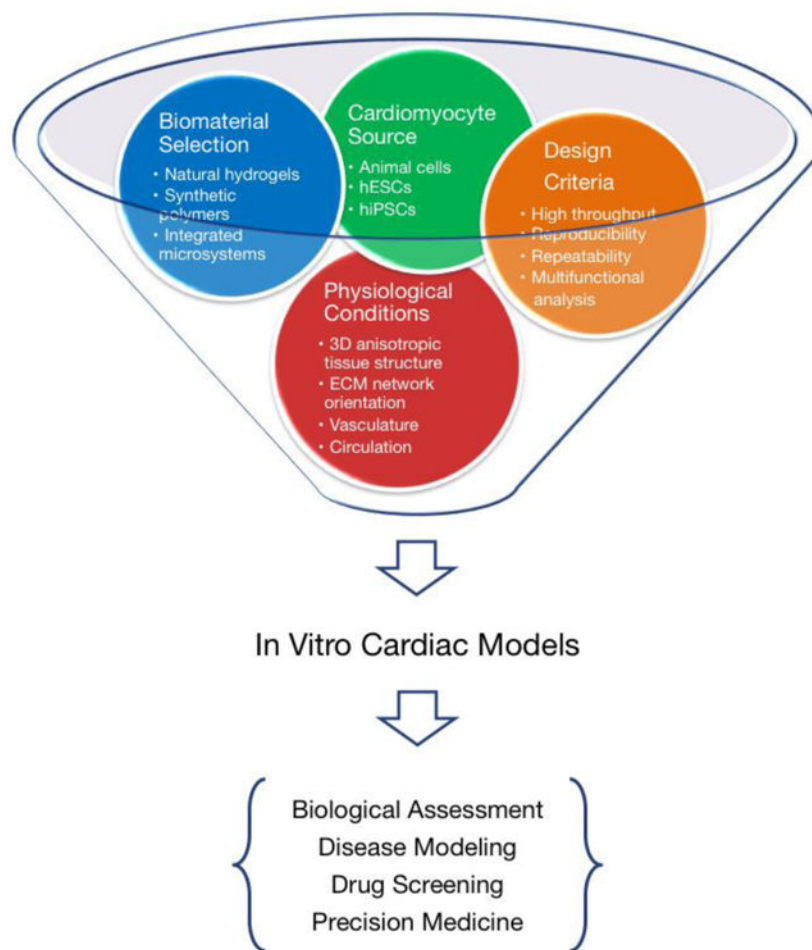 Biomaterial
Selection
• Natural hydrogels
• Synthetic
polymers
• Integrated
microsystems
Cardiomyocyte
Source
• Animal cells
• hESCs
• hiPSCs
Design
Criteria
• High throughput
• Reproducibility
• Repeatability
• Multifunctional
analysis
Physiological
Conditions
• 3D anisotropic
tissue structure
• ECM network
orientation
• Vasculature
• Circulation
In Vitro Cardiac Models
Biological Assessment
Disease Modeling
Drug Screening
Precision Medicine